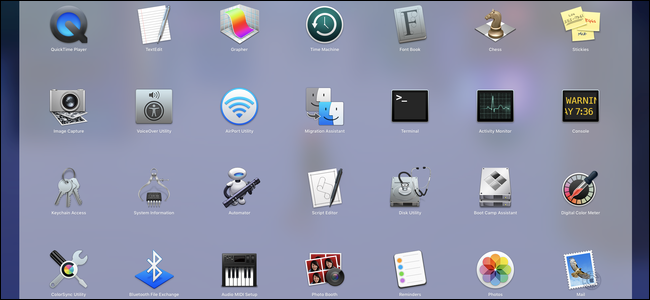 QuickTime Player
TextEdit
Grapher
Time Machine
Font Book
Chess
Stickies
Image Capture
VoiceOver Utility
AirPort Utility
Migration Assistant
Terminal
Activity Monitor
WARNIN
AY 7:36
Console
Keychain Access
System Information
Automator
Script Editor
Disk Utility
Boot Camp Assistant
Digital Color Meter
ColorSync Utility
Bluetooth File Exchange
Audio MIDI Setup
Photo Booth
Reminders
Photos
Mail